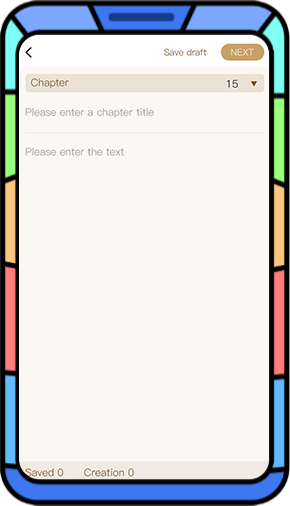 Save draft NEXT
Chapter 15
Please enter a chapter title
Please enter the text
Saved 0 Creation 0